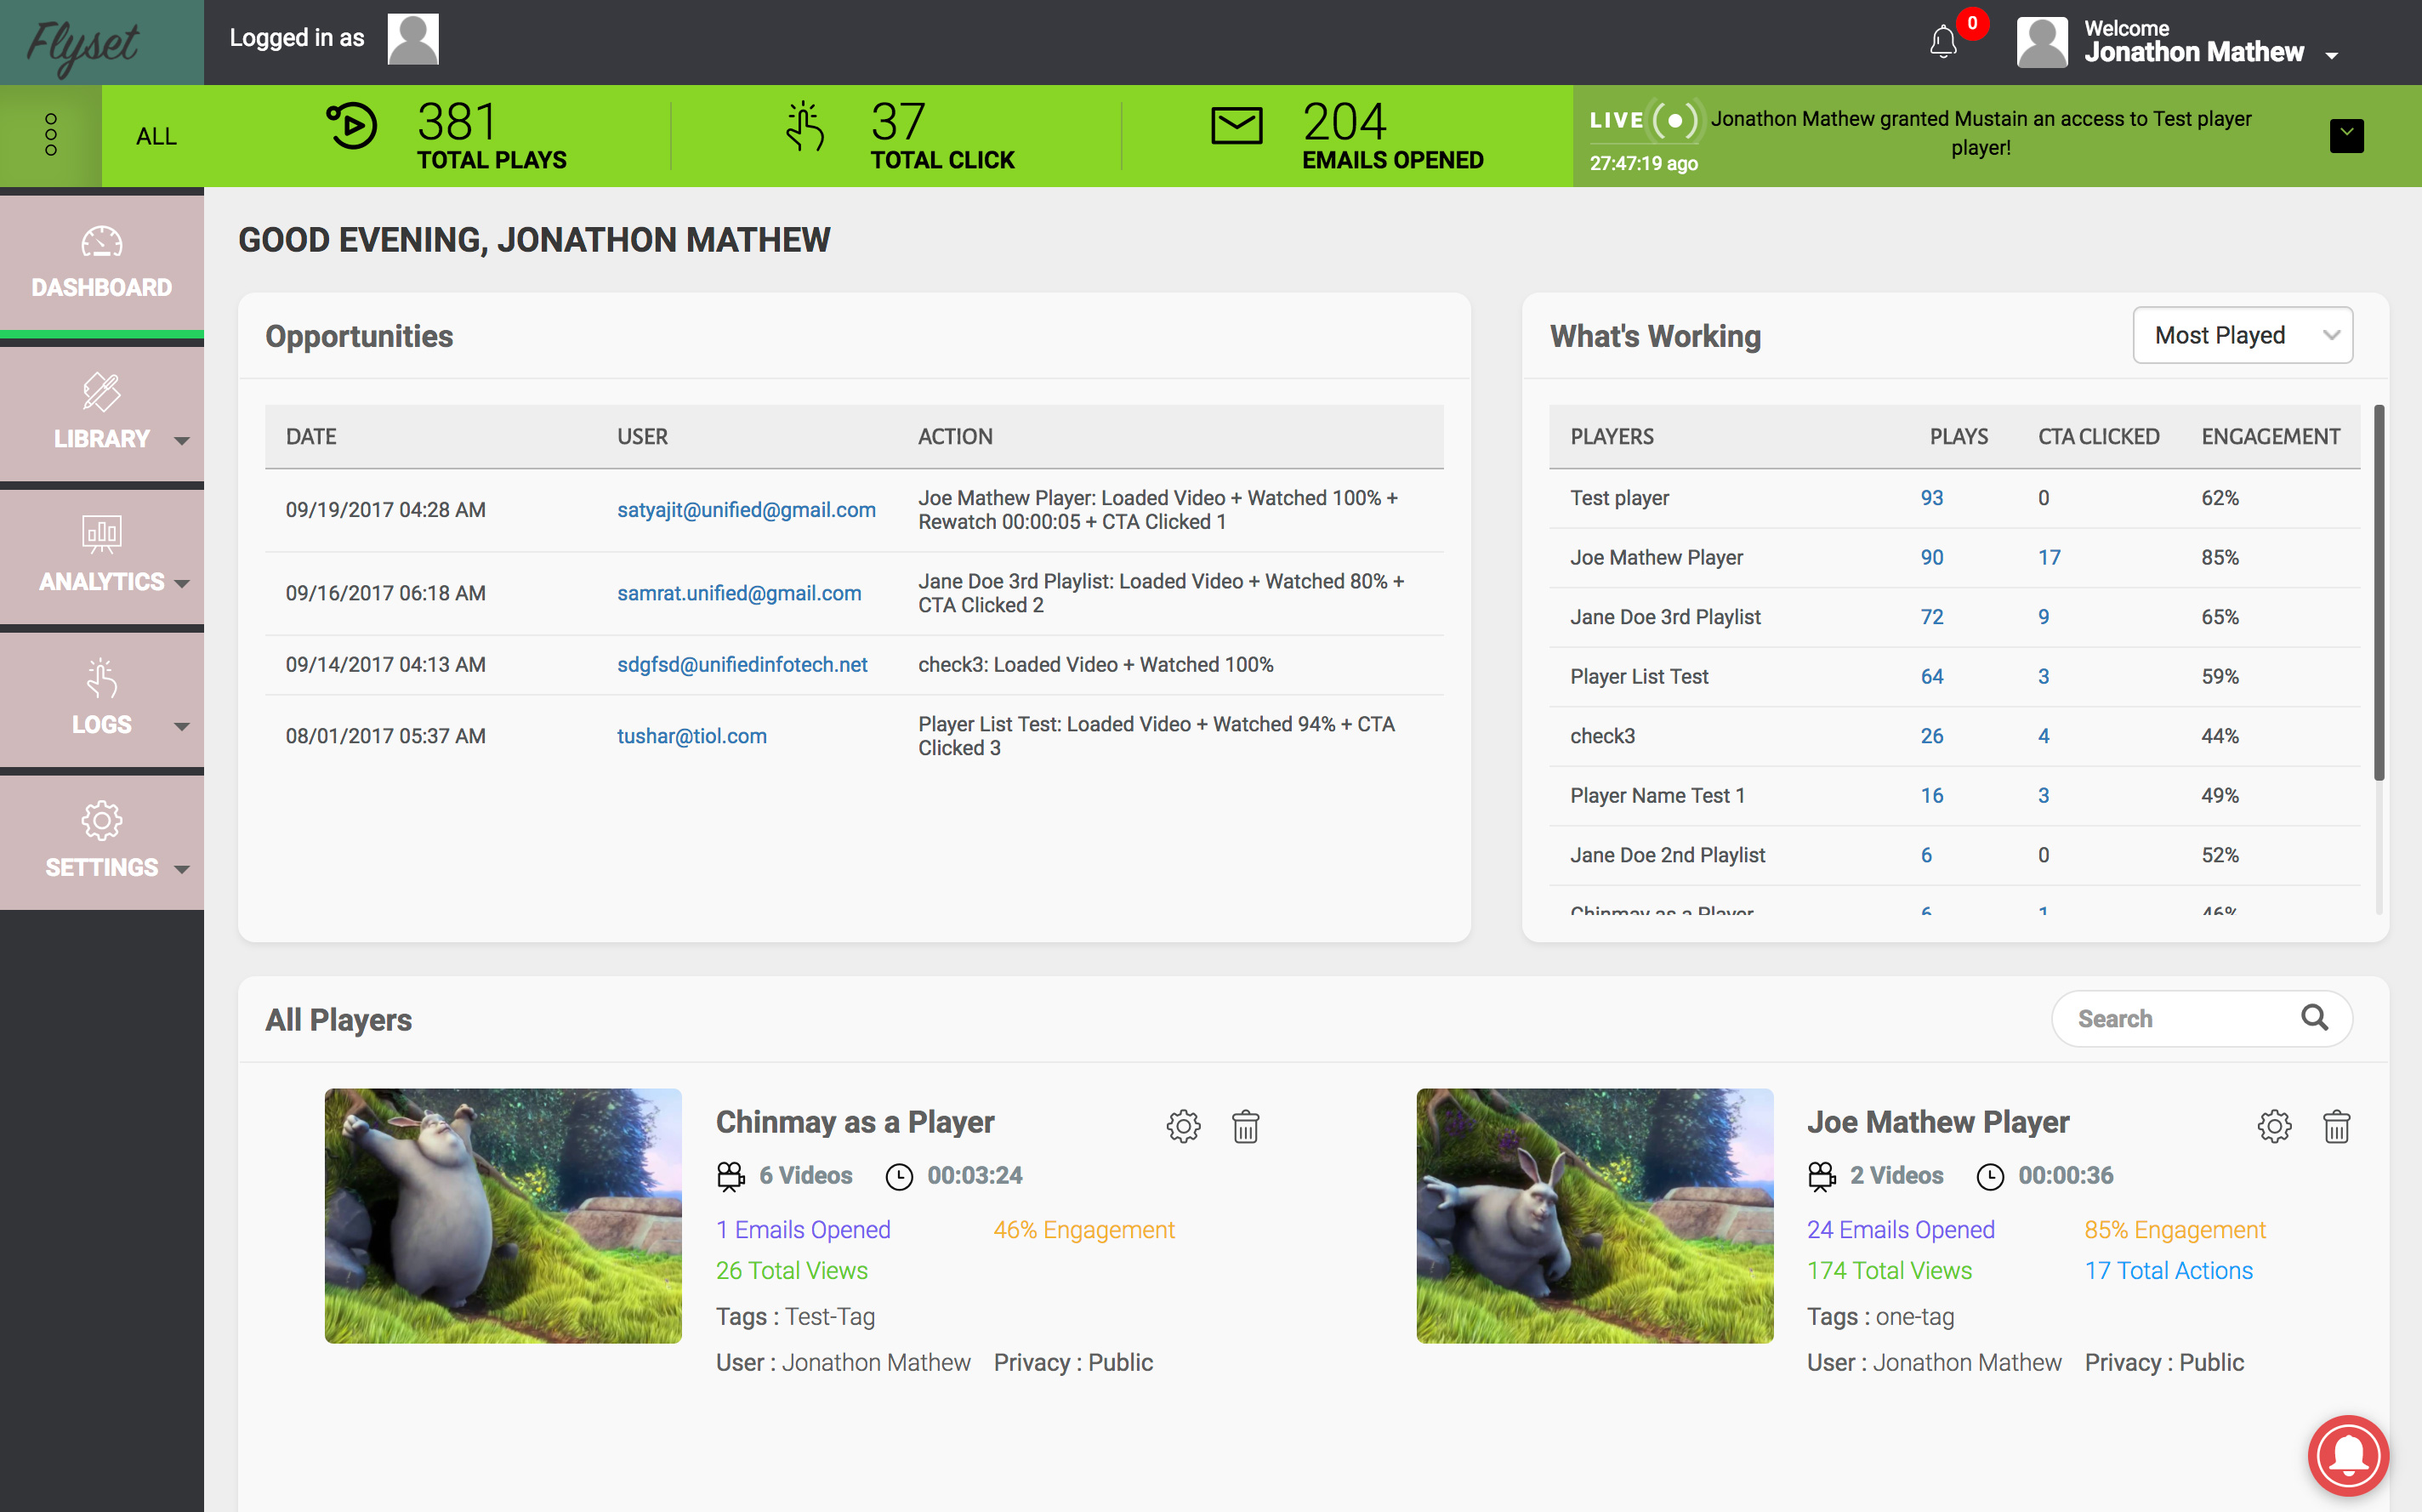 Flyset
Logged in as
0
Welcome
Jonathon Mathew
ALL
381
TOTAL PLAYS
37
TOTAL CLICK
204
EMAILS OPENED
LIVE
27:47:19 ago
Jonathon Mathew granted Mustain an access to Test player
player!
DASHBOARD
LIBRARY
ANALYTICS
LOGS
SETTINGS
GOOD EVENING, JONATHON MATHEW
Opportunities
DATE USER ACTION
09/19/2017 04:28 AM satyajit@unified@gmail.com Joe Mathew Player: Loaded Video + Watched 100% +
Rewatch 00:00:05 + CTA Clicked 1
09/16/2017 06:18 AM samrat.unified@gmail.com Jane Doe 3rd Playlist: Loaded Video + Watched 80% +
CTA Clicked 2
09/14/2017 04:13 AM sdgfsd@unifiedinfotech.net check3: Loaded Video + Watched 100%
08/01/2017 05:37 AM tushar@tiol.com Player List Test: Loaded Video + Watched 94% + CTA
Clicked 3
What's Working
Most Played
PLAYERS PLAYS CTA CLICKED ENGAGEMENT
Test player 93 0 62%
Joe Mathew Player 90 17 85%
Jane Doe 3rd Playlist 72 9 65%
Player List Test 64 3 59%
check3 26 4 44%
Player Name Test 1 16 3 49%
Jane Doe 2nd Playlist 6 0 52%
Chinmay as a Player 6 1 46%
All Players
Search
Chinmay as a Player
6 Videos 00:03:24
1 Emails Opened 46% Engagement
26 Total Views
Tags : Test-Tag
User : Jonathon Mathew Privacy : Public
Joe Mathew Player
2 Videos 00:00:36
24 Emails Opened 85% Engagement
174 Total Views 17 Total Actions
Tags : one-tag
User : Jonathon Mathew Privacy : Public